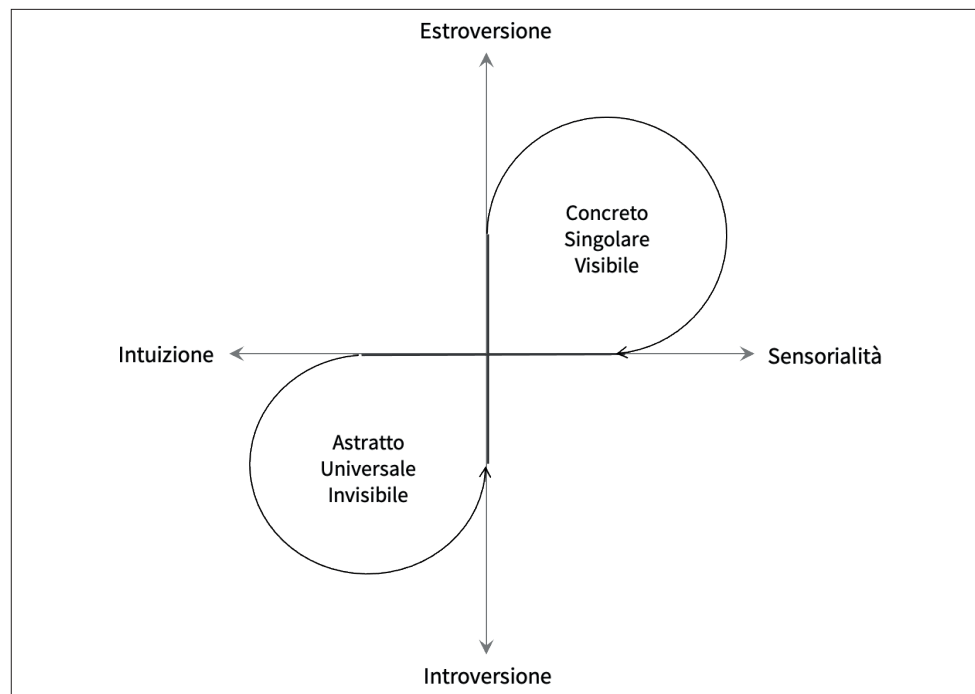 Estroversione
Concreto
Singolare
Visibile
Intuizione
Sensorialità
Astratto
Universale
Invisibile
Introversione